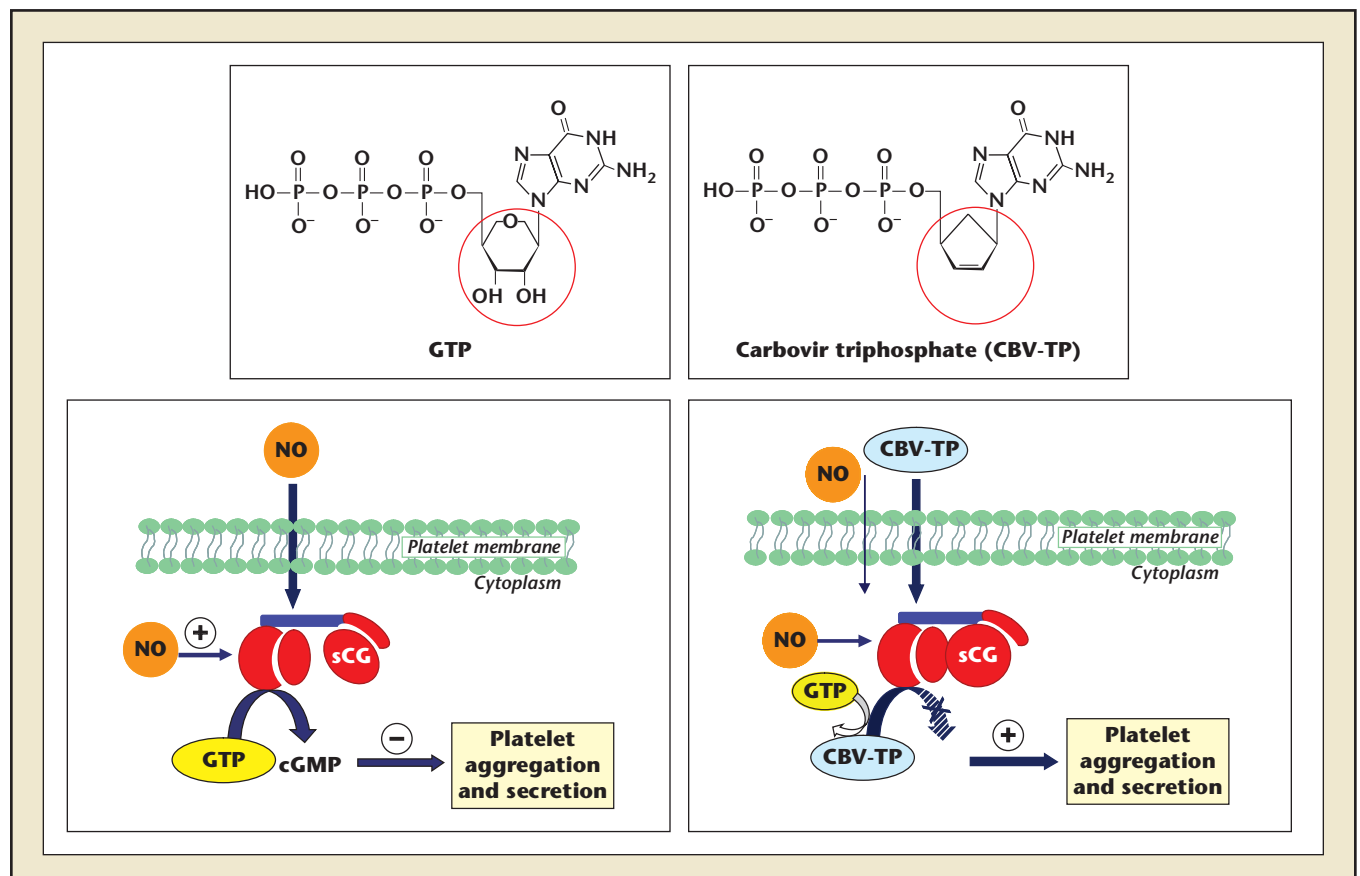 O
N
NH
N
N
NH2
O
O
O
HO–P–O–P–O–P–O
O–
O–
O–
O
OH
OH
GTP
O
N
NH
N
N
NH2
O
O
O
HO–P–O–P–O–P–O
O–
O–
O–
Carbovir triphosphate (CBV-TP)
NO
Platelet membrane
Cytoplasm
NO
+
sCG
GTP
cGMP
–
Platelet
aggregation
and secretion
NO
CBV-TP
Platelet membrane
Cytoplasm
NO
sCG
GTP
CBV-TP
+
Platelet
aggregation
and secretion